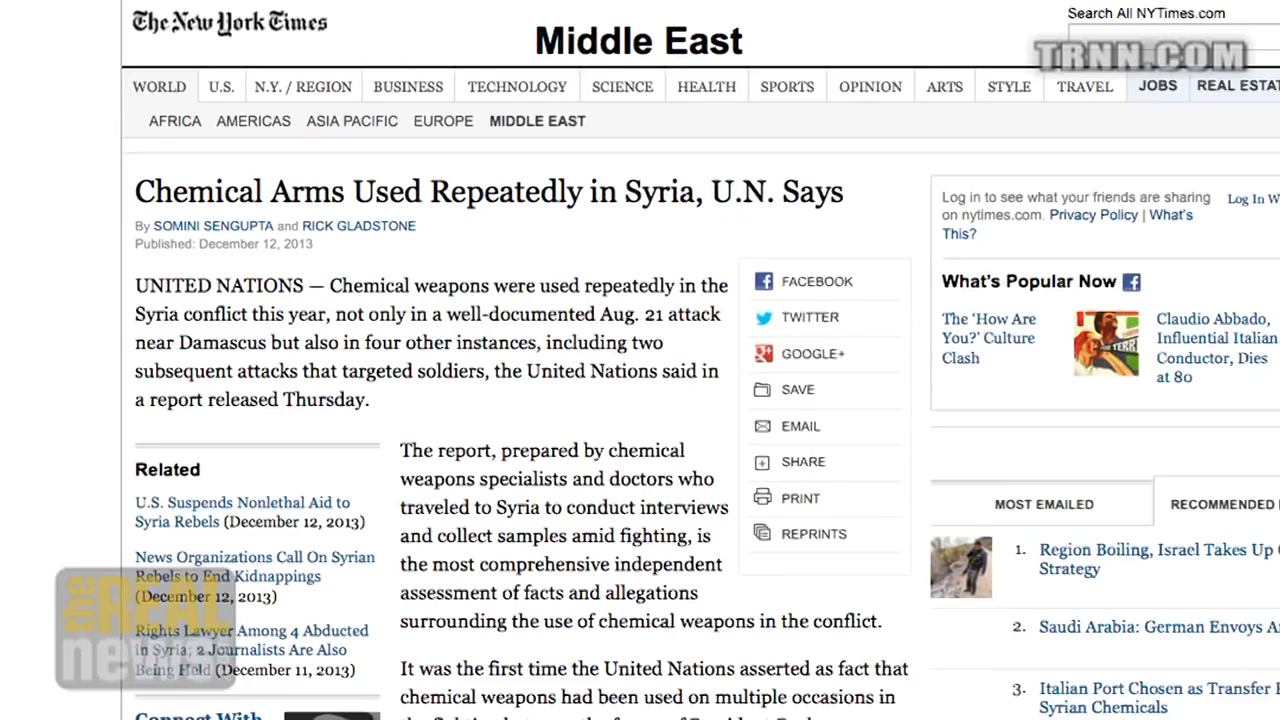 The New York Times
Middle East
Search All NYTimes.com
TRNN.COM
WORLD U.S. N.Y. / REGION BUSINESS TECHNOLOGY SCIENCE HEALTH SPORTS OPINION ARTS STYLE TRAVEL JOBS REAL ESTA
AFRICA AMERICAS ASIA PACIFIC EUROPE MIDDLE EAST
Chemical Arms Used Repeatedly in Syria, U.N. Says
By SOMINI SENGUPTA and RICK GLADSTONE
Published: December 12, 2013
UNITED NATIONS — Chemical weapons were used repeatedly in the
Syria conflict this year, not only in a well-documented Aug. 21 attack
near Damascus but also in four other instances, including two
subsequent attacks that targeted soldiers, the United Nations said in
a report released Thursday.
FACEBOOK
TWITTER
GOOGLE+
SAVE
EMAIL
SHARE
PRINT
REPRINTS
Related
U.S. Suspends Nonlethal Aid to
Syria Rebels (December 12, 2013)
News Organizations Call On Syrian
Rebels to End Kidnappings
(December 12, 2013)
Rights Lawyer Among 4 Abducted
in Syria; 2 Journalists Are Also
Being Held (December 11, 2013)
Connect With
The report, prepared by chemical
weapons specialists and doctors who
traveled to Syria to conduct interviews
and collect samples amid fighting, is
the most comprehensive independent
assessment of facts and allegations
surrounding the use of chemical weapons in the conflict.
It was the first time the United Nations asserted as fact that
chemical weapons had been used on multiple occasions in
Log in to see what your friends are sharing
on nytimes.com. Privacy Policy | What's
This?
Log In W
What's Popular Now
The 'How Are
You?' Culture
Clash
Claudio Abbado,
Influential Italian
Conductor, Dies
at 80
MOST EMAILED
RECOMMENDED
1. Region Boiling, Israel Takes Up
Strategy
2. Saudi Arabia: German Envoys
3. Italian Port Chosen as Transfer
Syrian Chemicals
the REAL
news